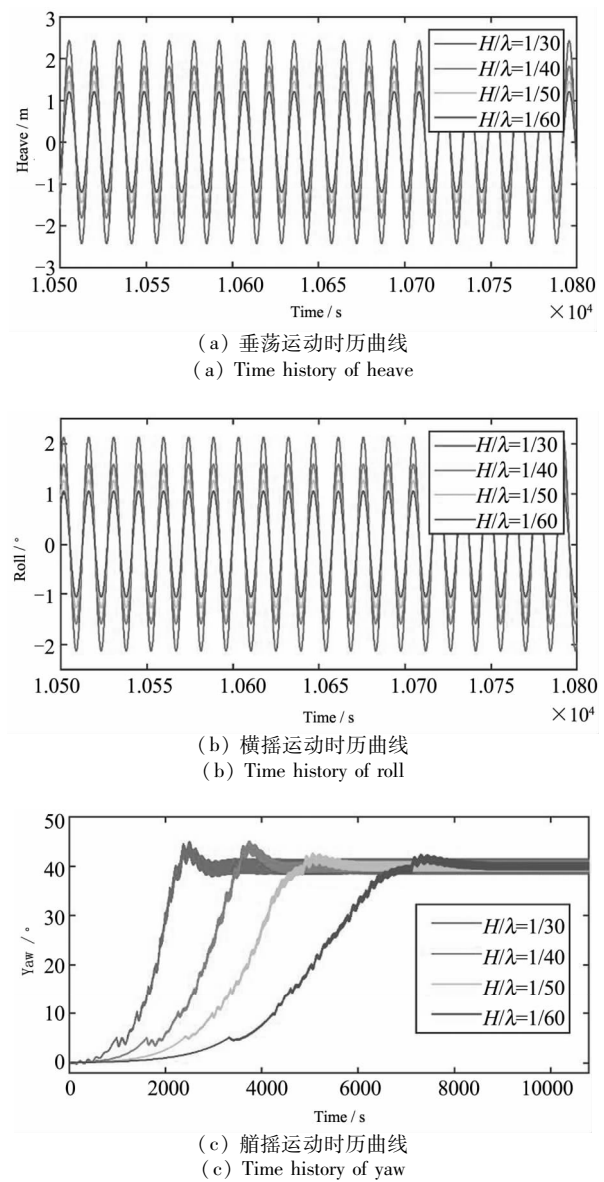 3
2
1
0
−1
−2
−3
Heave / m
H/λ=1/30
H/λ=1/40
H/λ=1/50
H/λ=1/60
1.050 1.055 1.060 1.065 1.070 1.075 1.080
Time / s
×10⁴
(a) 垂荡运动时历曲线
(a) Time history of heave
2
1
0
−1
−2
Roll / °
H/λ=1/30
H/λ=1/40
H/λ=1/50
H/λ=1/60
1.050 1.055 1.060 1.065 1.070 1.075 1.080
Time / s
×10⁴
(b) 横摇运动时历曲线
(b) Time history of roll
50
40
30
20
10
0
Yaw / °
H/λ=1/30
H/λ=1/40
H/λ=1/50
H/λ=1/60
0 2000 4000 6000 8000 10000
Time / s
(c) 艏摇运动时历曲线
(c) Time history of yaw